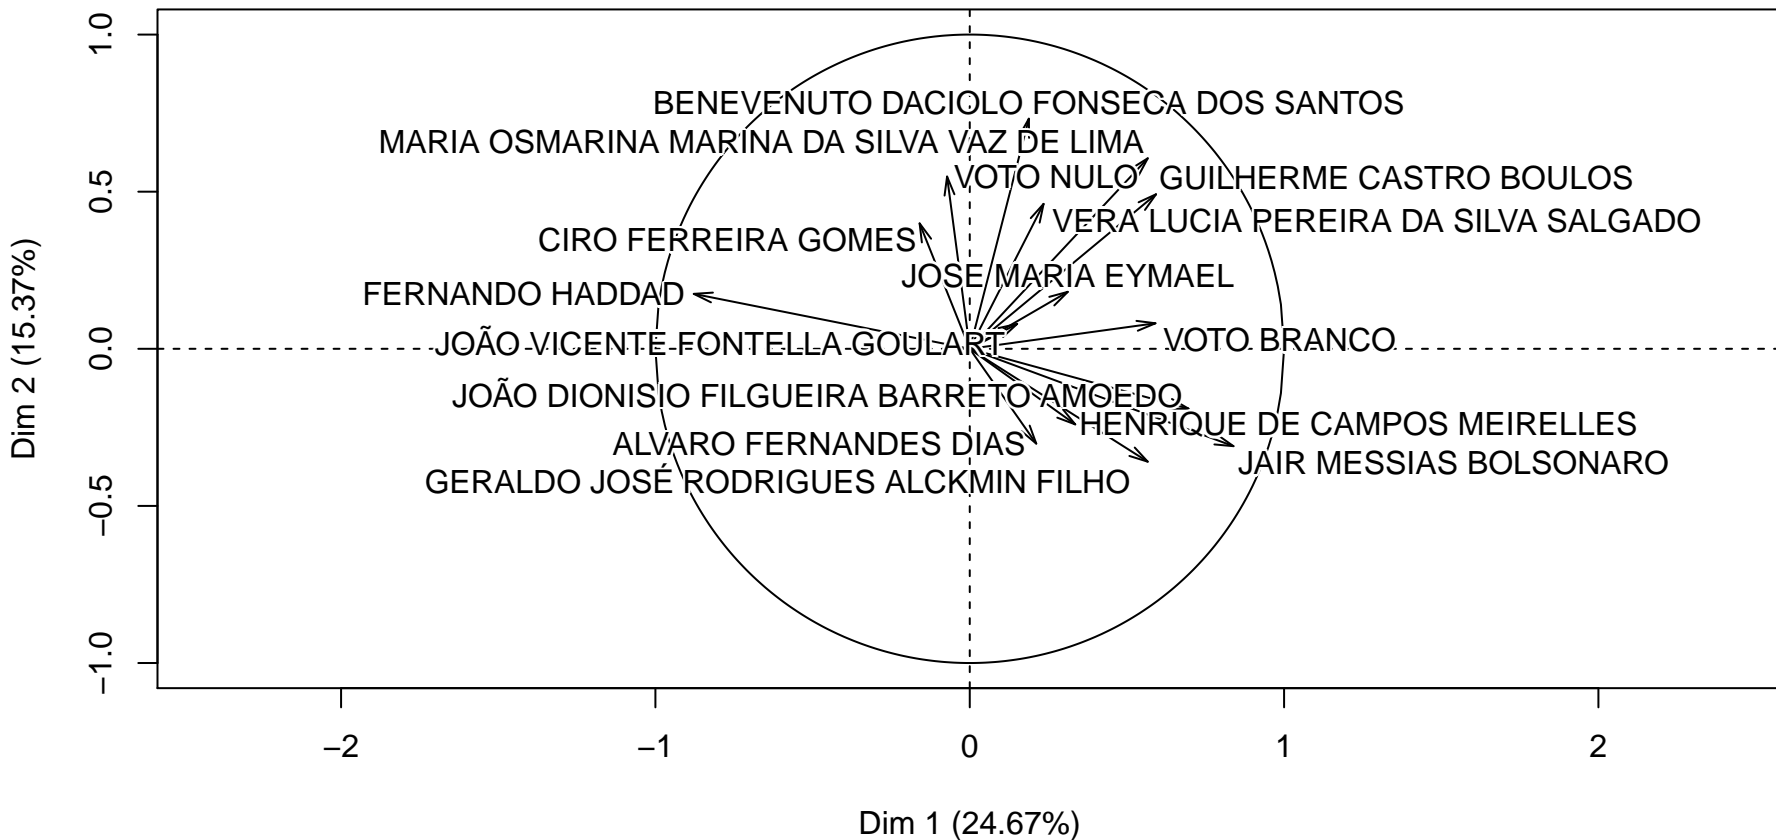 1.0
0.5
0.0
−0.5
−1.0
Dim 2 (15.37%)
BENEVENUTO DACIOLO FONSECA DOS SANTOS
MARIA OSMARINA MARINA DA SILVA VAZ DE LIMA
VOTO NULO
GUILHERME CASTRO BOULOS
VERA LUCIA PEREIRA DA SILVA SALGADO
CIRO FERREIRA GOMES
JOSE MARIA EYMAEL
FERNANDO HADDAD
JOÃO VICENTE FONTELLA GOULART
VOTO BRANCO
JOÃO DIONISIO FILGUEIRA BARRETO AMOEDO
HENRIQUE DE CAMPOS MEIRELLES
ALVARO FERNANDES DIAS
JAIR MESSIAS BOLSONARO
GERALDO JOSÉ RODRIGUES ALCKMIN FILHO
−2
−1
0
1
2
Dim 1 (24.67%)